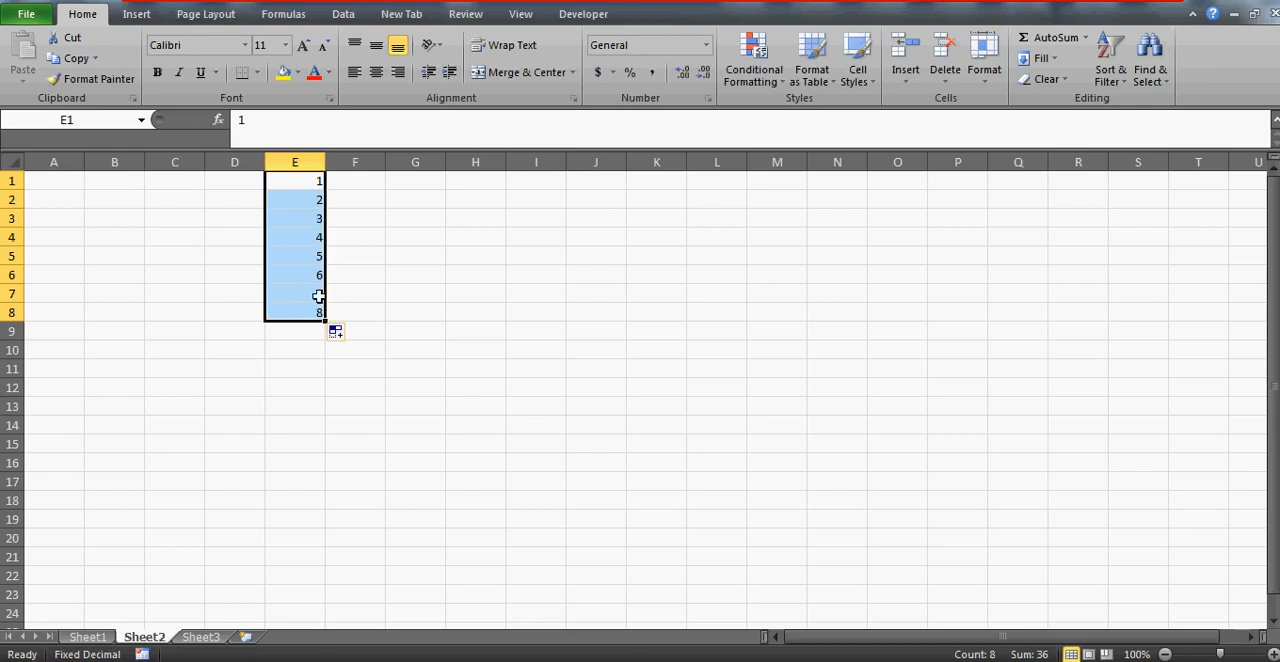 File Home Insert Page Layout Formulas Data New Tab Review View Developer
Cut Calibri 11 Wrap Text General AutoSum
Copy Fill
Paste Format Painter B I U A Merge & Center $ % , Conditional Formatting Format as Table Cell Styles Insert Delete Format Clear Sort & Filter Find & Select
Clipboard Font Alignment Number Styles Cells Editing
E1 fx 1
A B C D E F G H I J K L M N O P Q R S T U
1 1
2 2
3 3
4 4
5 5
6 6
7
8 8
9
10
11
12
13
14
15
16
17
18
19
20
21
22
23
24
Sheet1 Sheet2 Sheet3
Ready Fixed Decimal Count: 8 Sum: 36 100%